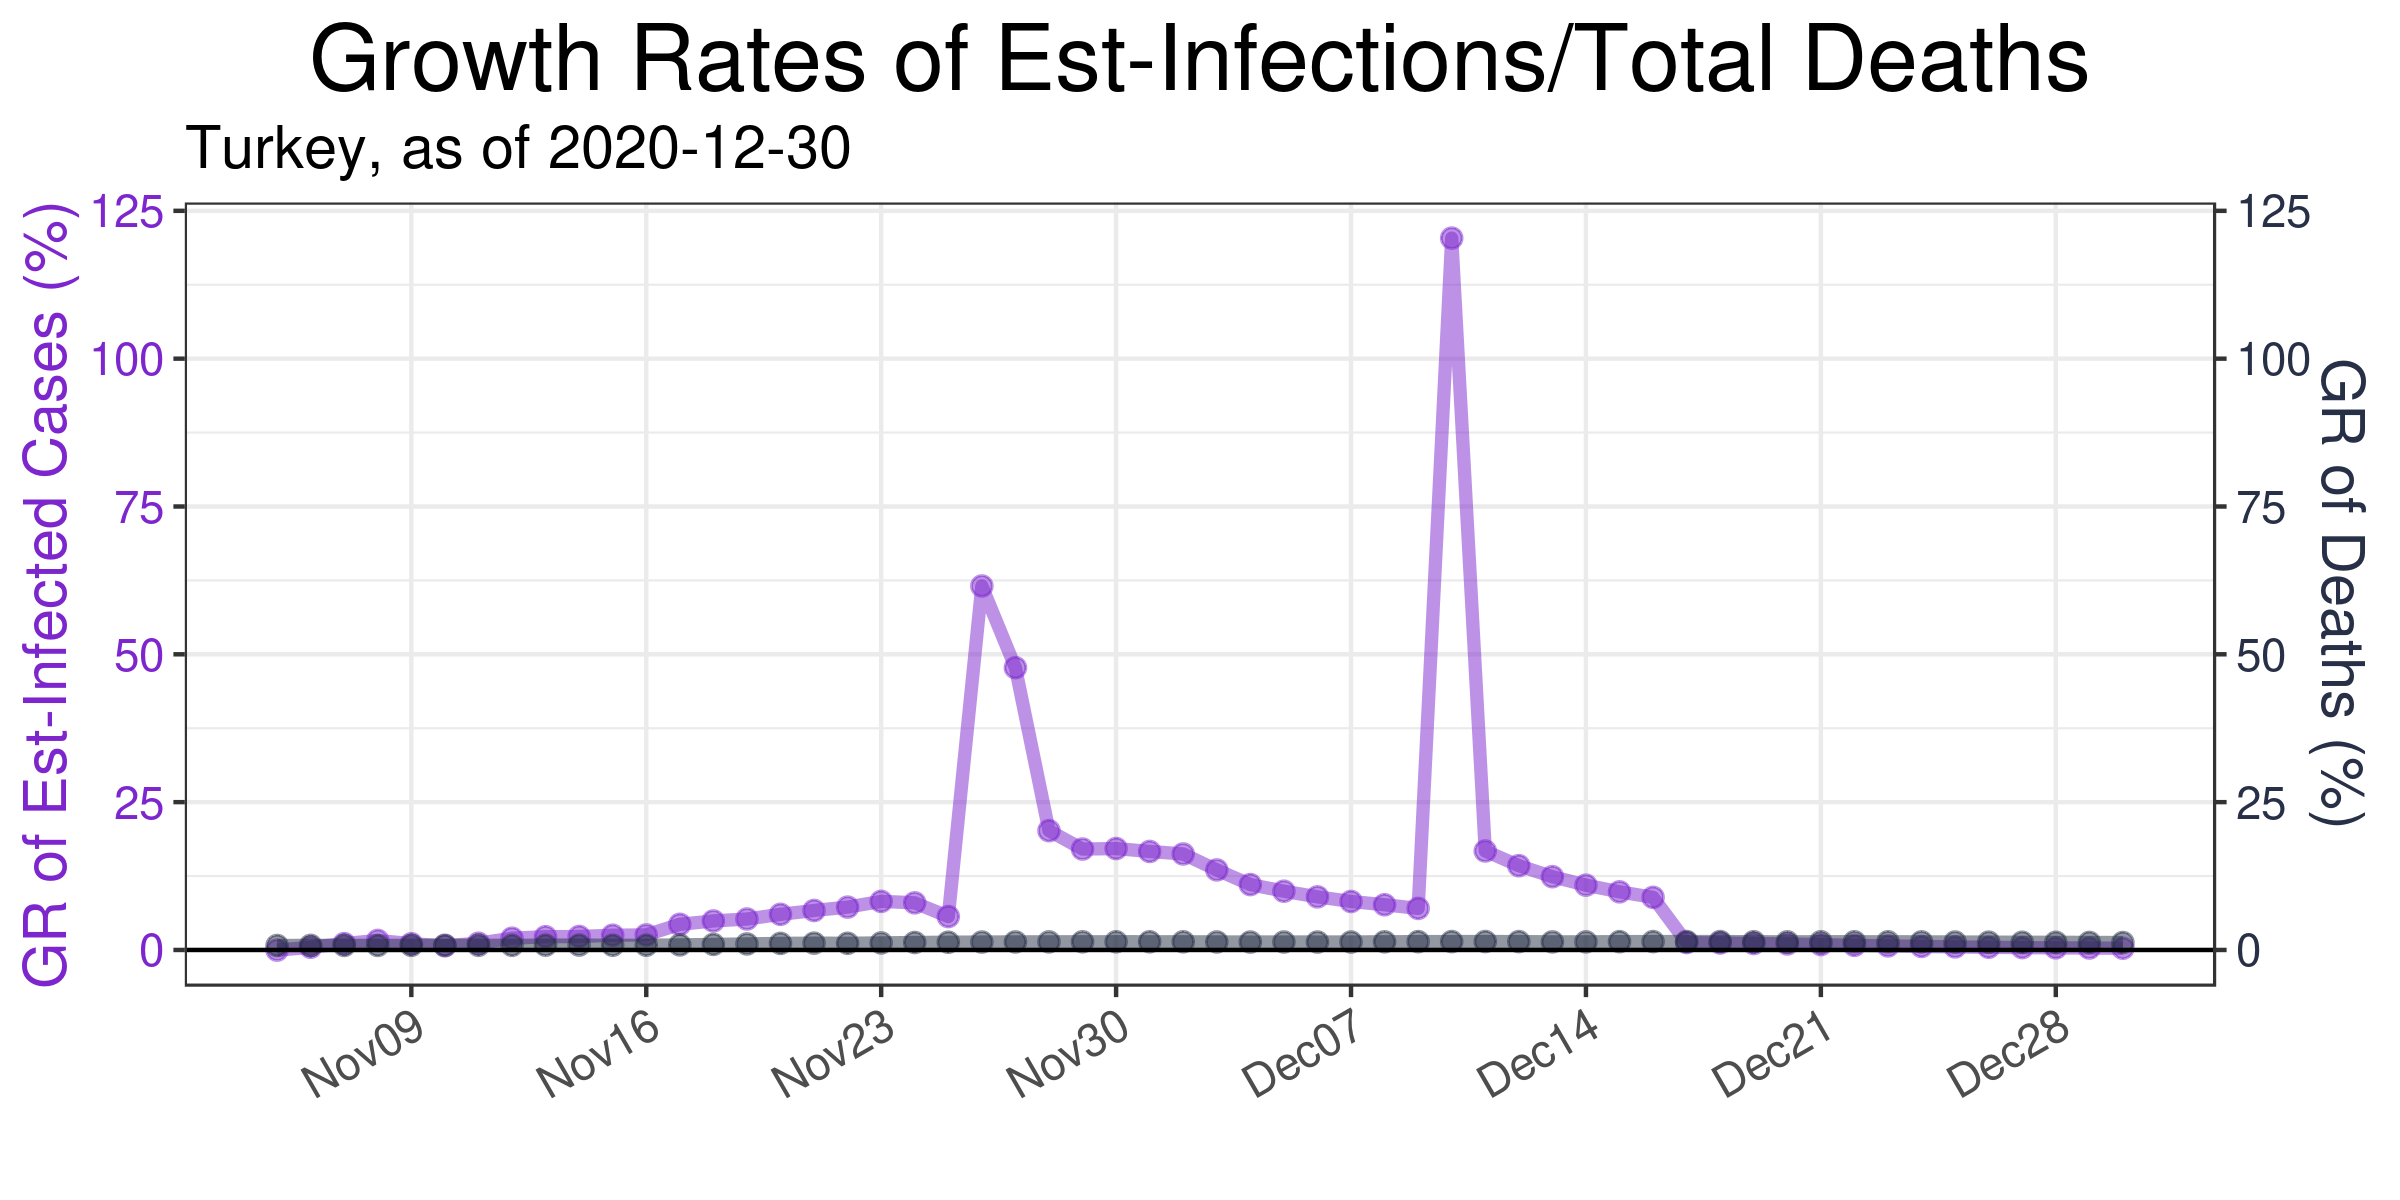 Growth Rates of Est-Infections/Total Deaths
Turkey, as of 2020-12-30
GR of Est-Infected Cases (%)
125
100
75
50
25
0
125
100
75
50
25
0
GR of Deaths (%)
Nov09
Nov16
Nov23
Nov30
Dec07
Dec14
Dec21
Dec28